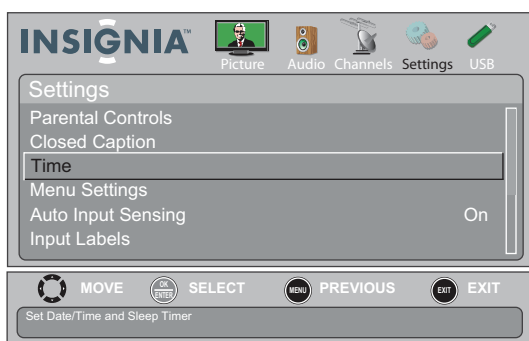 INSIGNIA™
Picture Audio Channels Settings USB
Settings
Parental Controls
Closed Caption
Time
Menu Settings
Auto Input Sensing On
Input Labels
MOVE OK ENTER SELECT MENU PREVIOUS EXIT EXIT
Set Date/Time and Sleep Timer